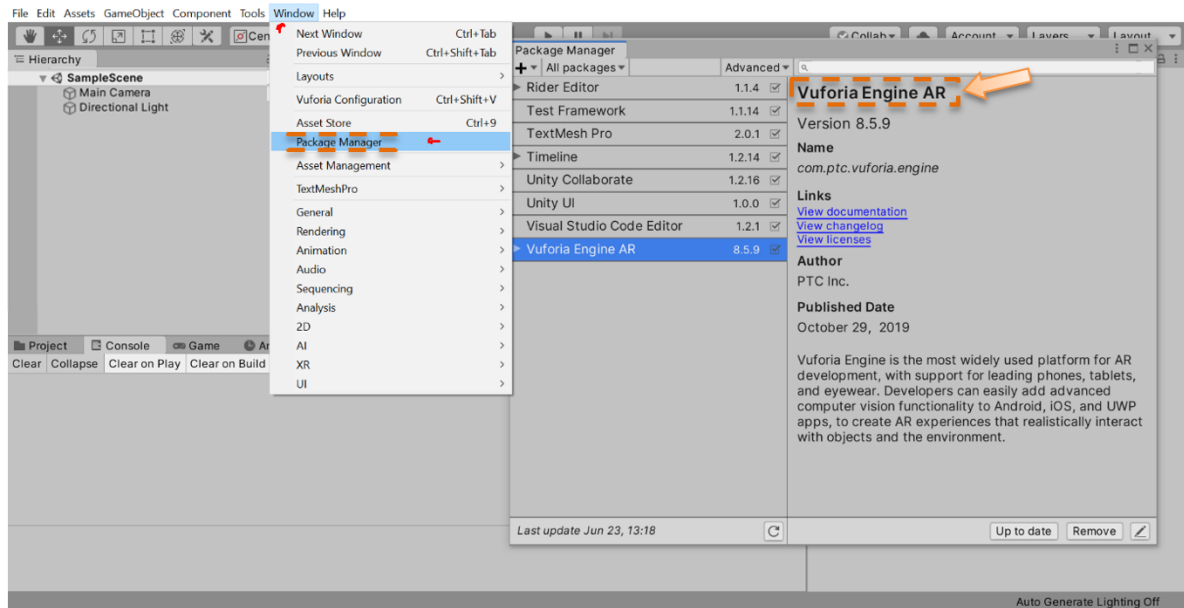 File Edit Assets GameObject Component Tools Window Help
Next Window Ctrl+Tab
Previous Window Ctrl+Shift+Tab
Layouts
Vuforia Configuration Ctrl+Shift+V
Asset Store Ctrl+9
Package Manager
Asset Management
TextMeshPro
General
Rendering
Animation
Audio
Sequencing
Analysis
2D
AI
XR
UI
Cen
Collab
Account
Layers
Layout
Hierarchy
SampleScene
Main Camera
Directional Light
Project Console Game
Clear Collapse Clear on Play Clear on Build
Package Manager
All packages Advanced
Rider Editor 1.1.4
Test Framework 1.1.14
TextMesh Pro 2.0.1
Timeline 1.2.14
Unity Collaborate 1.2.16
Unity UI 1.0.0
Visual Studio Code Editor 1.2.1
Vuforia Engine AR 8.5.9
Last update Jun 23, 13:18
Vuforia Engine AR
Version 8.5.9
Name
com.ptc.vuforia.engine
Links
View documentation
View changelog
View licenses
Author
PTC Inc.
Published Date
October 29, 2019
Vuforia Engine is the most widely used platform for AR
development, with support for leading phones, tablets,
and eyewear. Developers can easily add advanced
computer vision functionality to Android, iOS, and UWP
apps, to create AR experiences that realistically interact
with objects and the environment.
Up to date Remove
Auto Generate Lighting Off